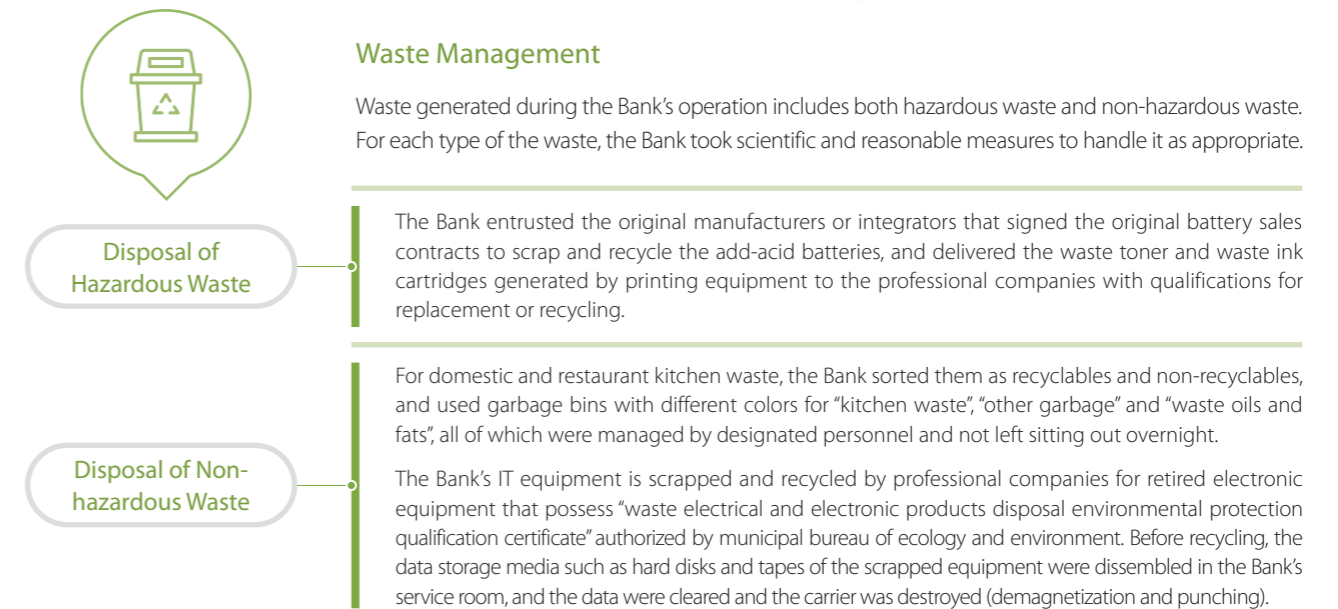 Waste Management
Waste generated during the Bank's operation includes both hazardous waste and non-hazardous waste.
For each type of the waste, the Bank took scientific and reasonable measures to handle it as appropriate.
Disposal of
Hazardous Waste
The Bank entrusted the original manufacturers or integrators that signed the original battery sales
contracts to scrap and recycle the add-acid batteries, and delivered the waste toner and waste ink
cartridges generated by printing equipment to the professional companies with qualifications for
replacement or recycling.
Disposal of Non-
hazardous Waste
For domestic and restaurant kitchen waste, the Bank sorted them as recyclables and non-recyclables,
and used garbage bins with different colors for “kitchen waste”, “other garbage” and “waste oils and
fats”, all of which were managed by designated personnel and not left sitting out overnight.
The Bank's IT equipment is scrapped and recycled by professional companies for retired electronic
equipment that possess “waste electrical and electronic products disposal environmental protection
qualification certificate” authorized by municipal bureau of ecology and environment. Before recycling, the
data storage media such as hard disks and tapes of the scrapped equipment were dissembled in the Bank's
service room, and the data were cleared and the carrier was destroyed (demagnetization and punching).